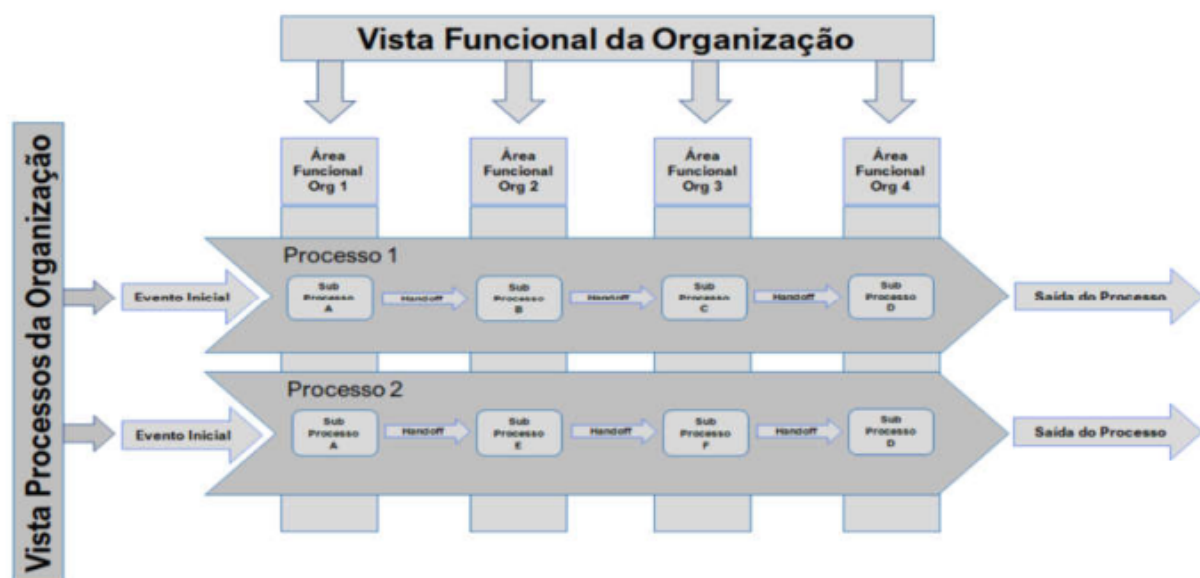 Vista Funcional da Organização
Vista Processos da Organização
Área
Funcional
Org 1
Área
Funcional
Org 2
Área
Funcional
Org 3
Área
Funcional
Org 4
Processo 1
Evento Inicial
Sub
Processo
A
Handoff
Sub
Processo
B
Handoff
Sub
Processo
C
Handoff
Sub
Processo
D
Saída do Processo
Processo 2
Evento Inicial
Sub
Processo
A
Handoff
Sub
Processo
E
Handoff
Sub
Processo
F
Handoff
Sub
Processo
D
Saída do Processo